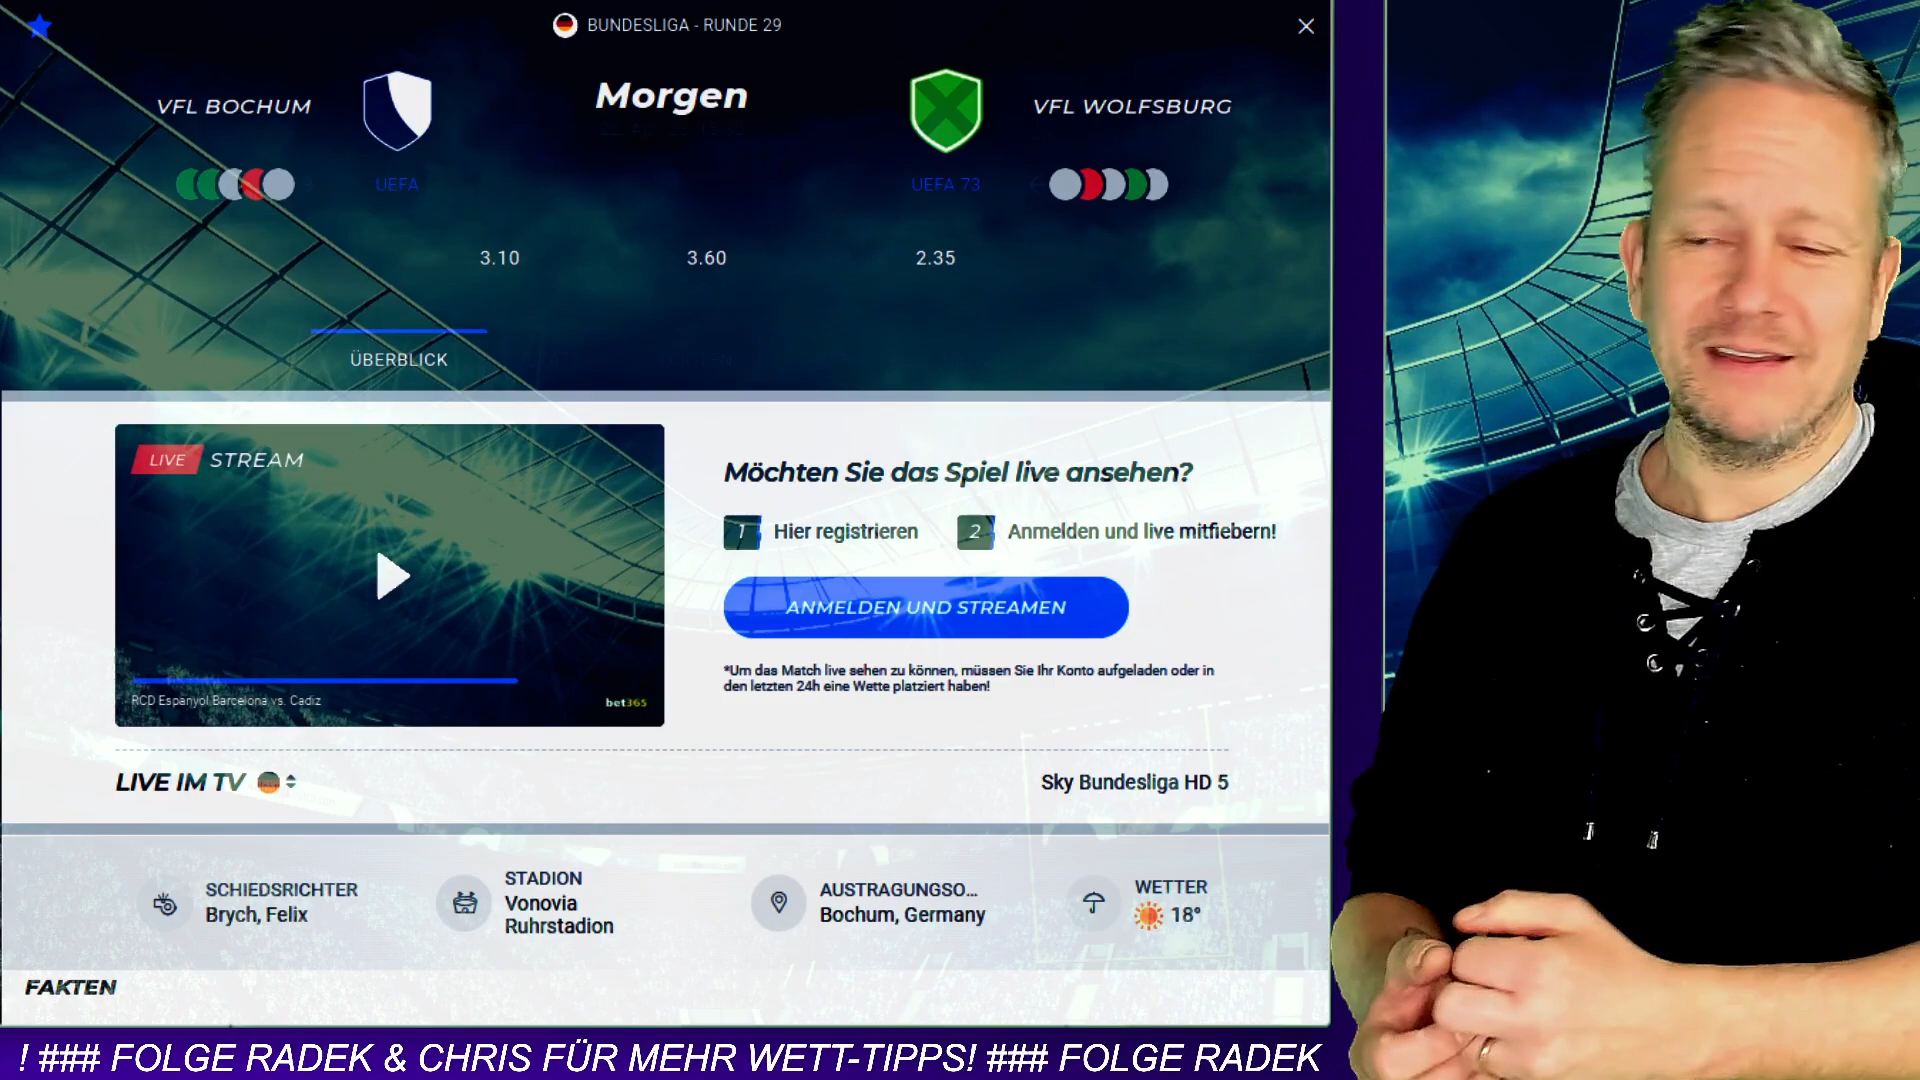 BUNDESLIGA - RUNDE 29
VFL BOCHUM
Morgen
VFL WOLFSBURG
UEFA
UEFA 73
3.10
3.60
2.35
ÜBERBLICK
LIVE STREAM
RCD Espanyol Barcelona vs. Cadiz
bet365
Möchten Sie das Spiel live ansehen?
1 Hier registrieren
2 Anmelden und live mitfiebern!
ANMELDEN UND STREAMEN
*Um das Match live sehen zu können, müssen Sie Ihr Konto aufgeladen oder in
den letzten 24h eine Wette platziert haben!
LIVE IM TV
Sky Bundesliga HD 5
SCHIEDSRICHTER
Brych, Felix
STADION
Vonovia
Ruhrstadion
AUSTRAGUNGSO...
Bochum, Germany
WETTER
18°
FAKTEN
! ### FOLGE RADEK & CHRIS FÜR MEHR WETT-TIPPS! ### FOLGE RADEK